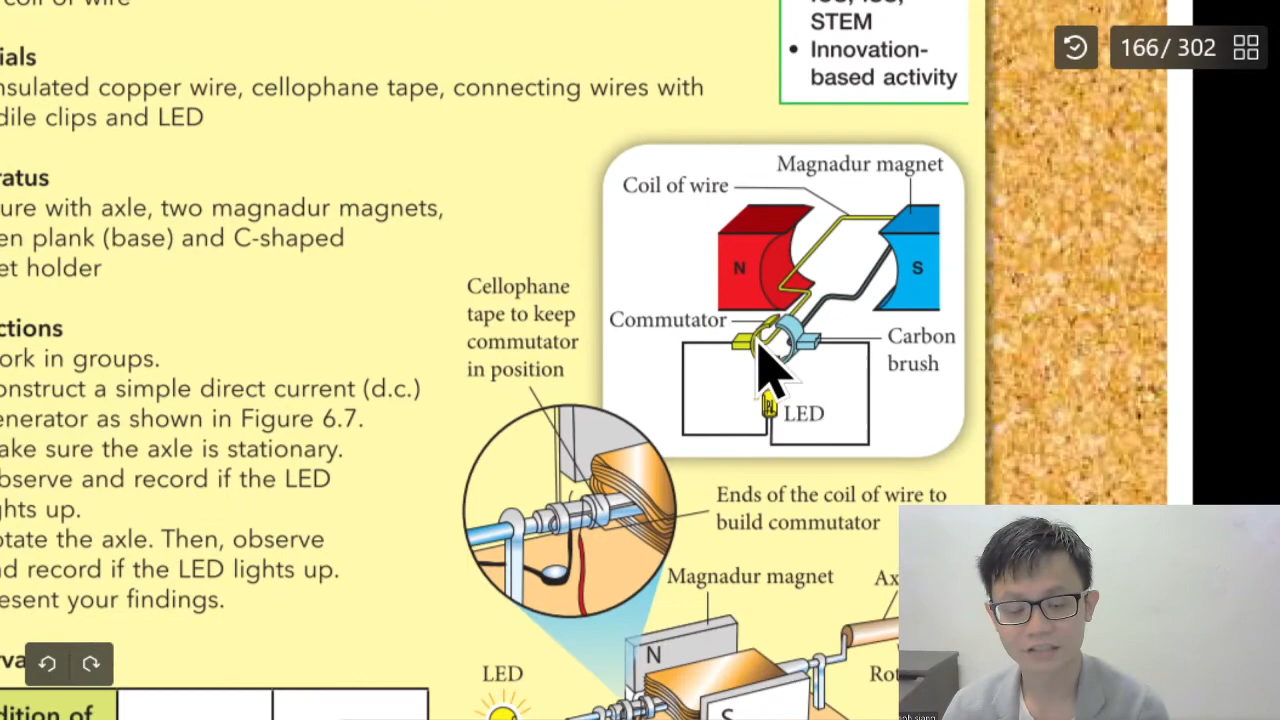 coil of wire
STEM
• Innovation-
based activity
166/ 302
ials
nsulated copper wire, cellophane tape, connecting wires with
dile clips and LED
ratus
ure with axle, two magnadur magnets,
en plank (base) and C-shaped
et holder
ctions
ork in groups.
onstruct a simple direct current (d.c.)
enerator as shown in Figure 6.7.
ake sure the axle is stationary.
bserve and record if the LED
ghts up.
otate the axle. Then, observe
nd record if the LED lights up.
esent your findings.
rva
dition of
Magnadur magnet
Coil of wire
N
S
Commutator
Carbon
brush
LED
Cellophane
tape to keep
commutator
in position
Ends of the coil of wire to
build commutator
Magnadur magnet
Ax
N
LED
Rot
S